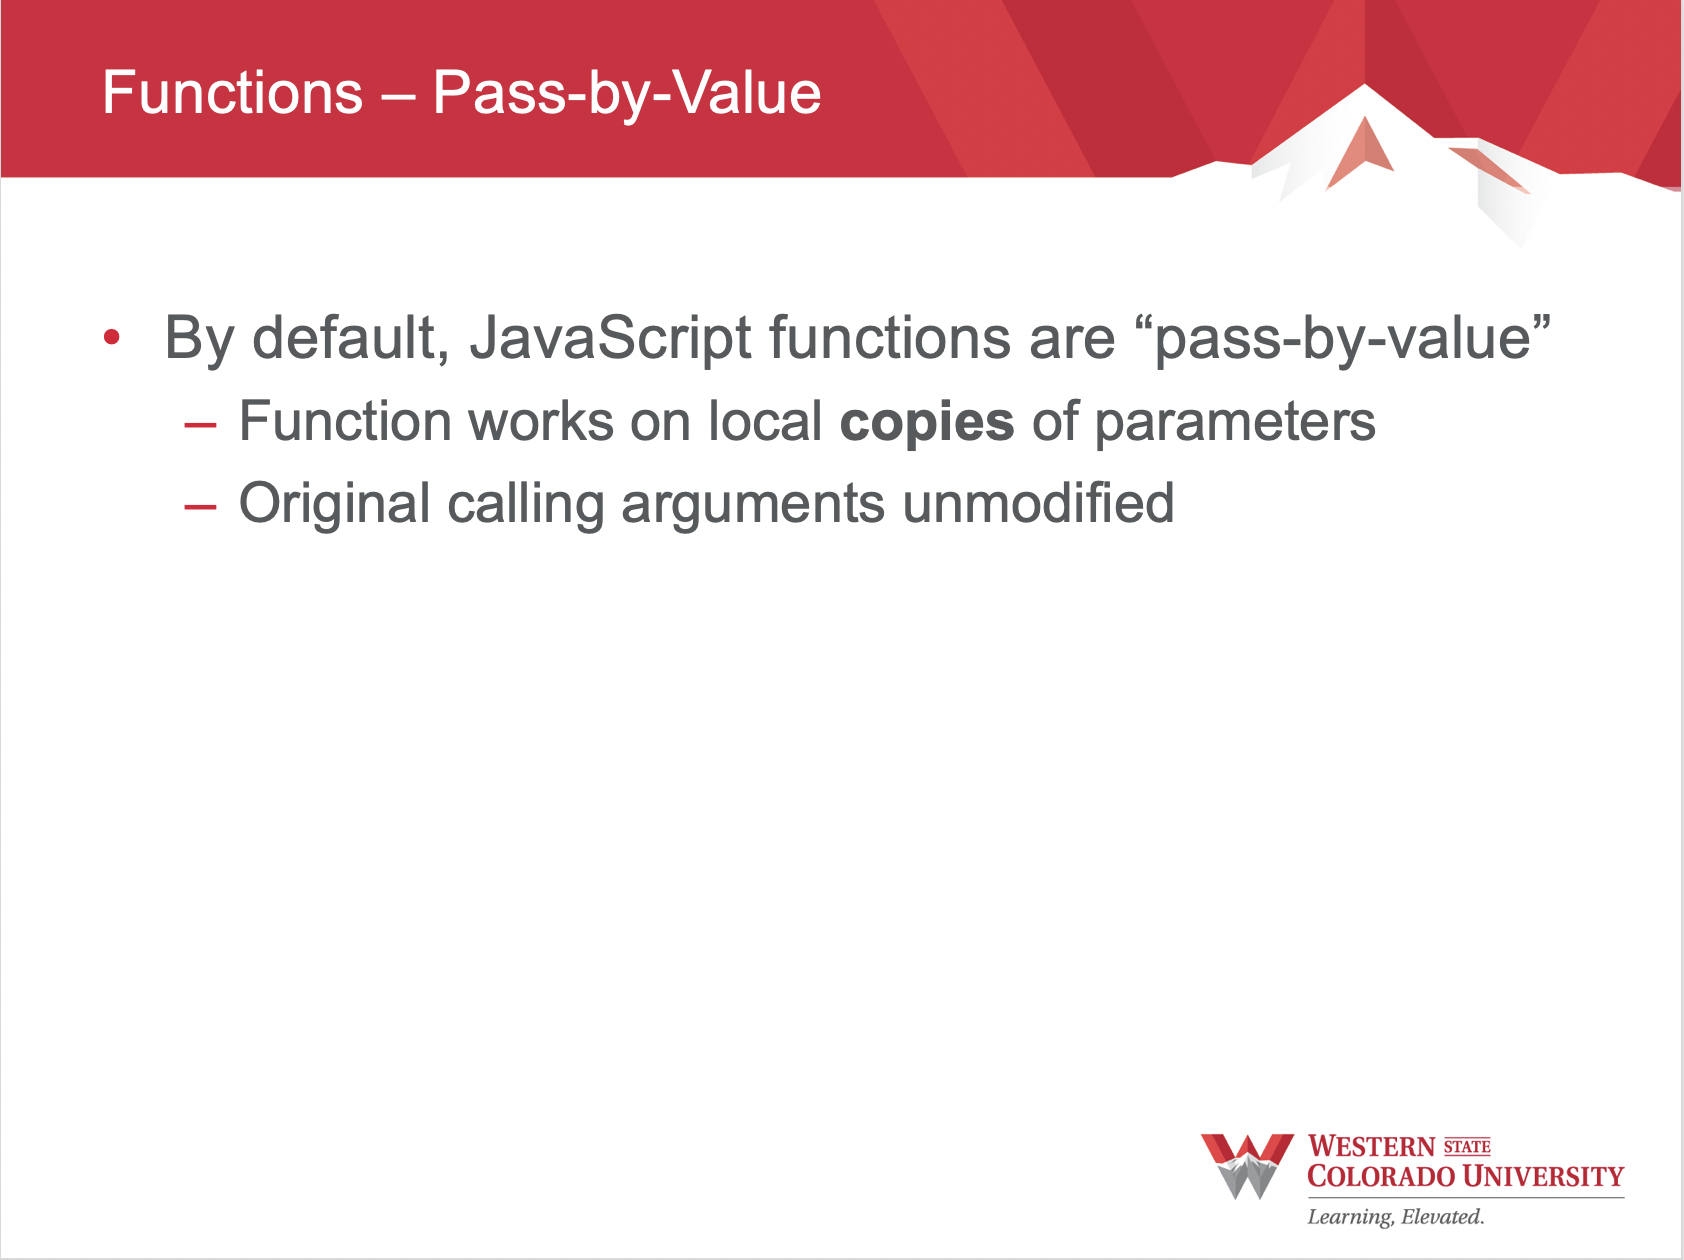 Functions – Pass-by-Value
• By default, JavaScript functions are “pass-by-value”
– Function works on local copies of parameters
– Original calling arguments unmodified
WESTERN STATE
COLORADO UNIVERSITY
Learning, Elevated.